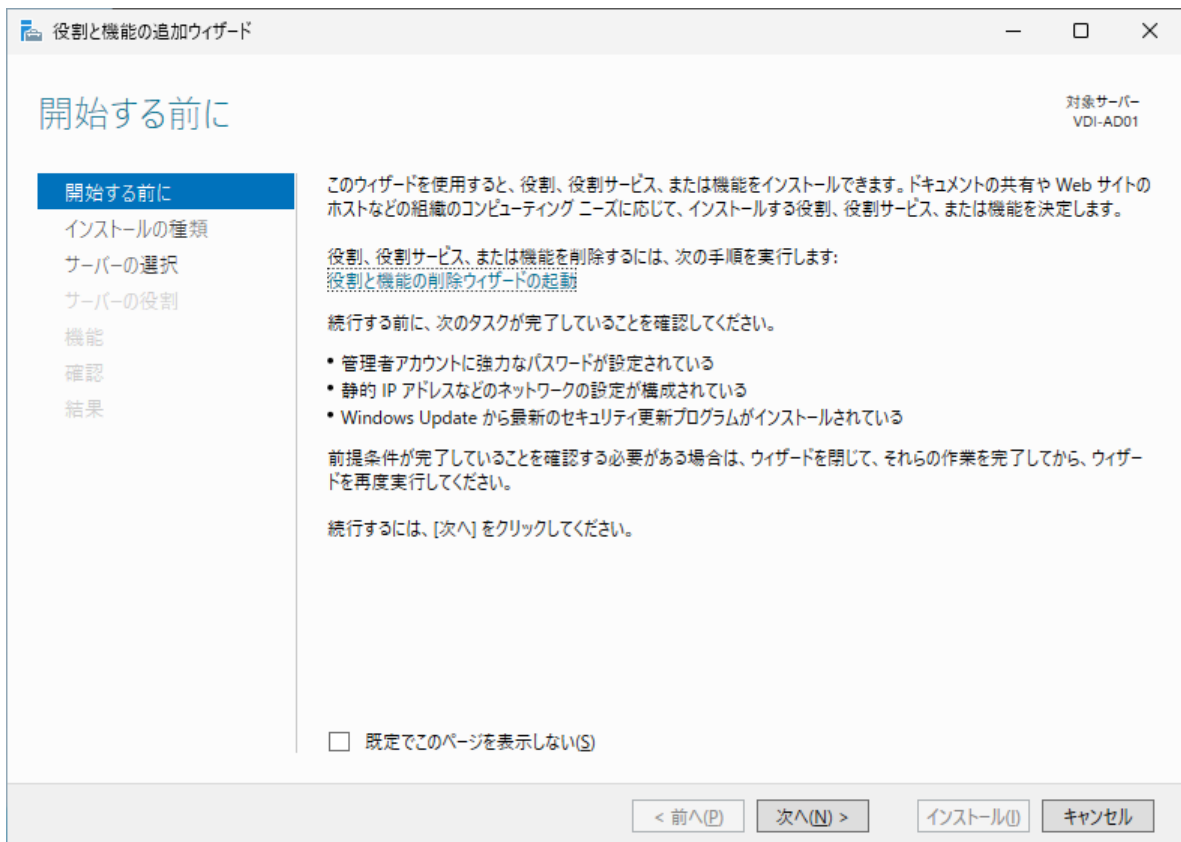 役割と機能の追加ウィザード
開始する前に
対象サーバー
VDI-AD01
開始する前に
インストールの種類
サーバーの選択
サーバーの役割
機能
確認
結果
このウィザードを使用すると、役割、役割サービス、または機能をインストールできます。ドキュメントの共有や Web サイトの
ホストなどの組織のコンピューティング ニーズに応じて、インストールする役割、役割サービス、または機能を決定します。
役割、役割サービス、または機能を削除するには、次の手順を実行します:
役割と機能の削除ウィザードの起動
続行する前に、次のタスクが完了していることを確認してください。
• 管理者アカウントに強力なパスワードが設定されている
• 静的 IP アドレスなどのネットワークの設定が構成されている
• Windows Update から最新のセキュリティ更新プログラムがインストールされている
前提条件が完了していることを確認する必要がある場合は、ウィザードを閉じて、それらの作業を完了してから、ウィザー
ドを再度実行してください。
続行するには、[次へ] をクリックしてください。
既定でこのページを表示しない(S)
< 前へ(P) 次へ(N) > インストール(I) キャンセル